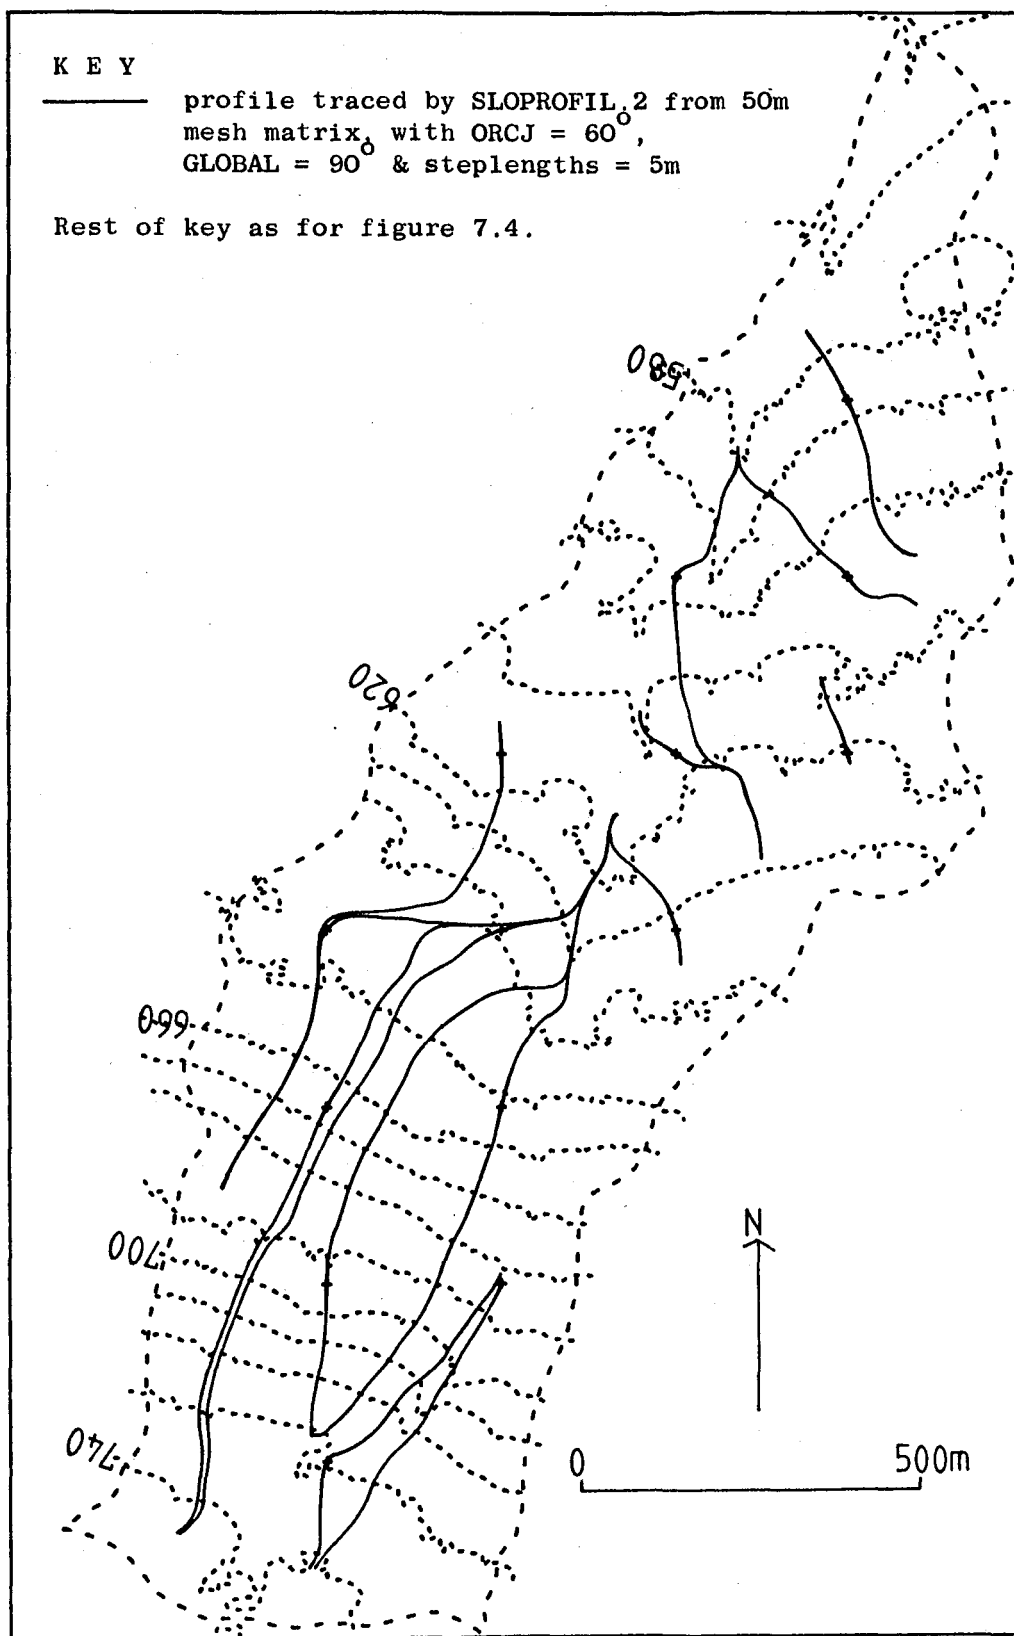 K E Y
profile traced by SLOPROFIL.2 from 50m
mesh matrix, with ORCJ = 60°,
GLOBAL = 90° & steplengths = 5m
Rest of key as for figure 7.4.
580
620
660
700
740
N
0 500m